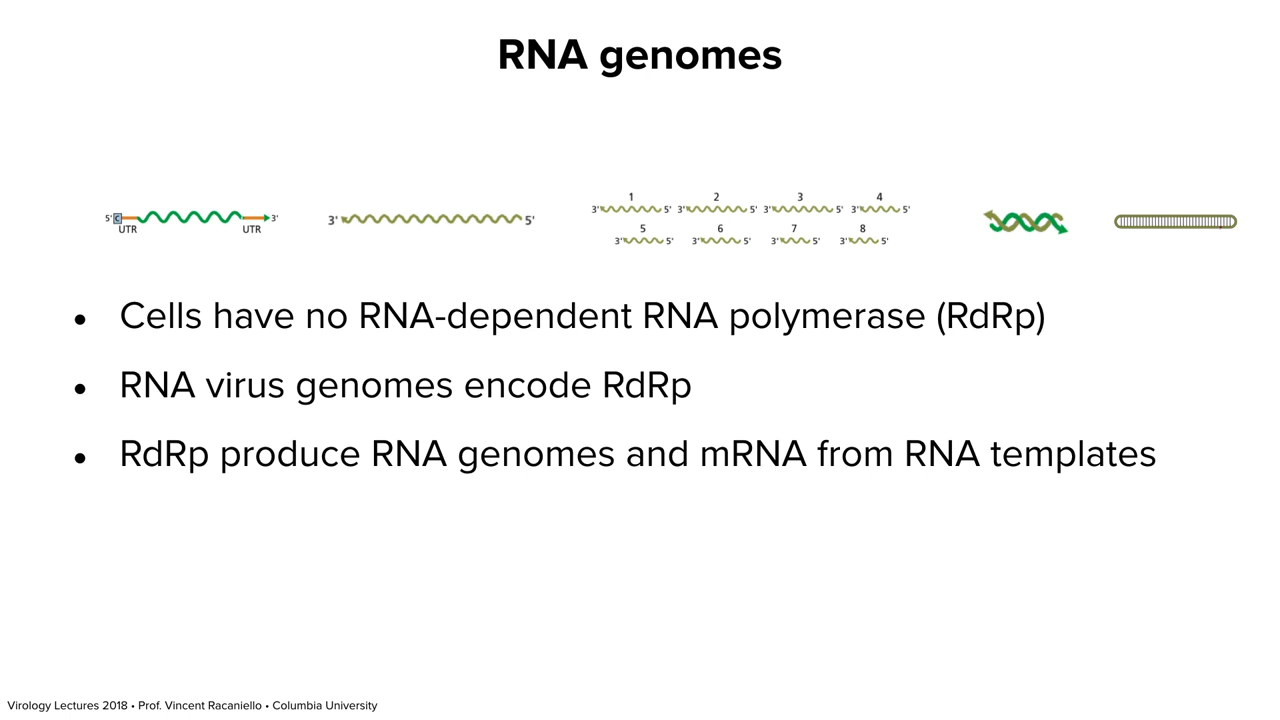 RNA genomes
5' C UTR UTR 3'
3' 5'
1 2 3 4
3' 5' 3' 5' 3' 5' 3' 5'
5 6 7 8
3' 5' 3' 5' 3' 5' 3' 5'
• Cells have no RNA-dependent RNA polymerase (RdRp)
• RNA virus genomes encode RdRp
• RdRp produce RNA genomes and mRNA from RNA templates
Virology Lectures 2018 • Prof. Vincent Racaniello • Columbia University